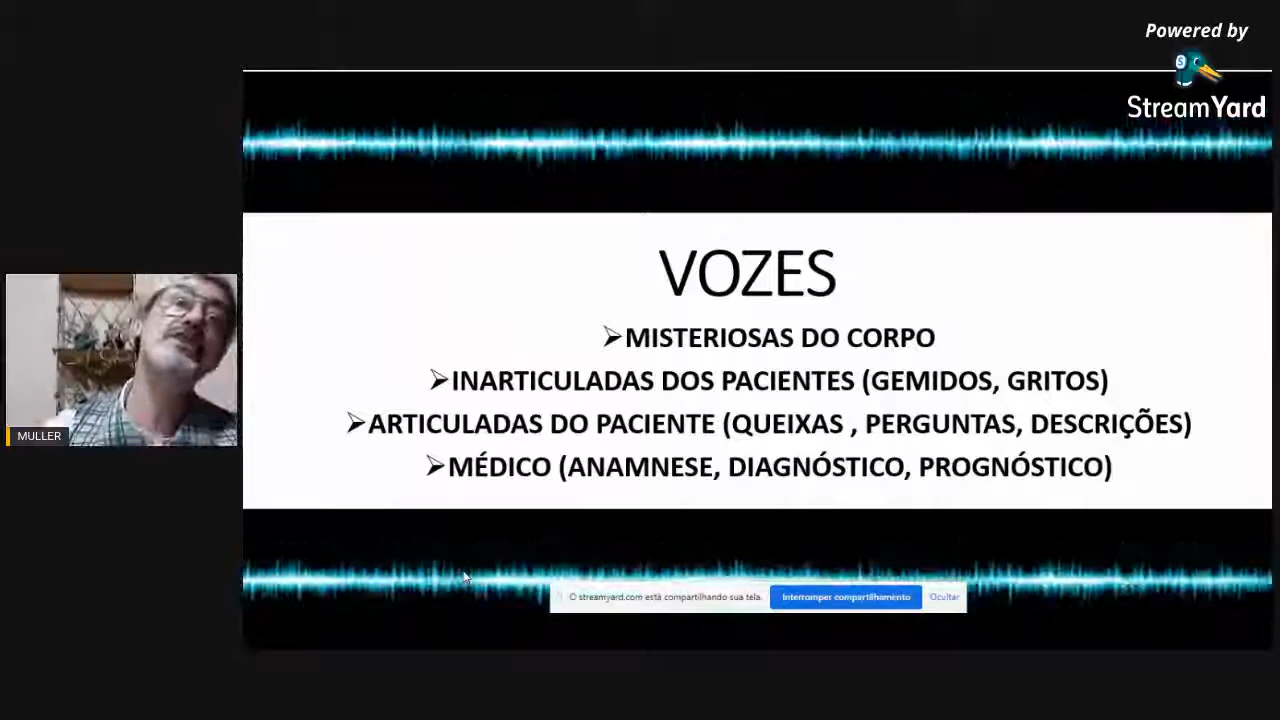 Powered by
StreamYard
VOZES
➢MISTERIOSAS DO CORPO
➢INARTICULADAS DOS PACIENTES (GEMIDOS, GRITOS)
➢ARTICULADAS DO PACIENTE (QUEIXAS , PERGUNTAS, DESCRIÇÕES)
➢MÉDICO (ANAMNESE, DIAGNÓSTICO, PROGNÓSTICO)
MULLER
O streamyard.com está compartilhando sua tela. Interromper compartilhamento Ocultar